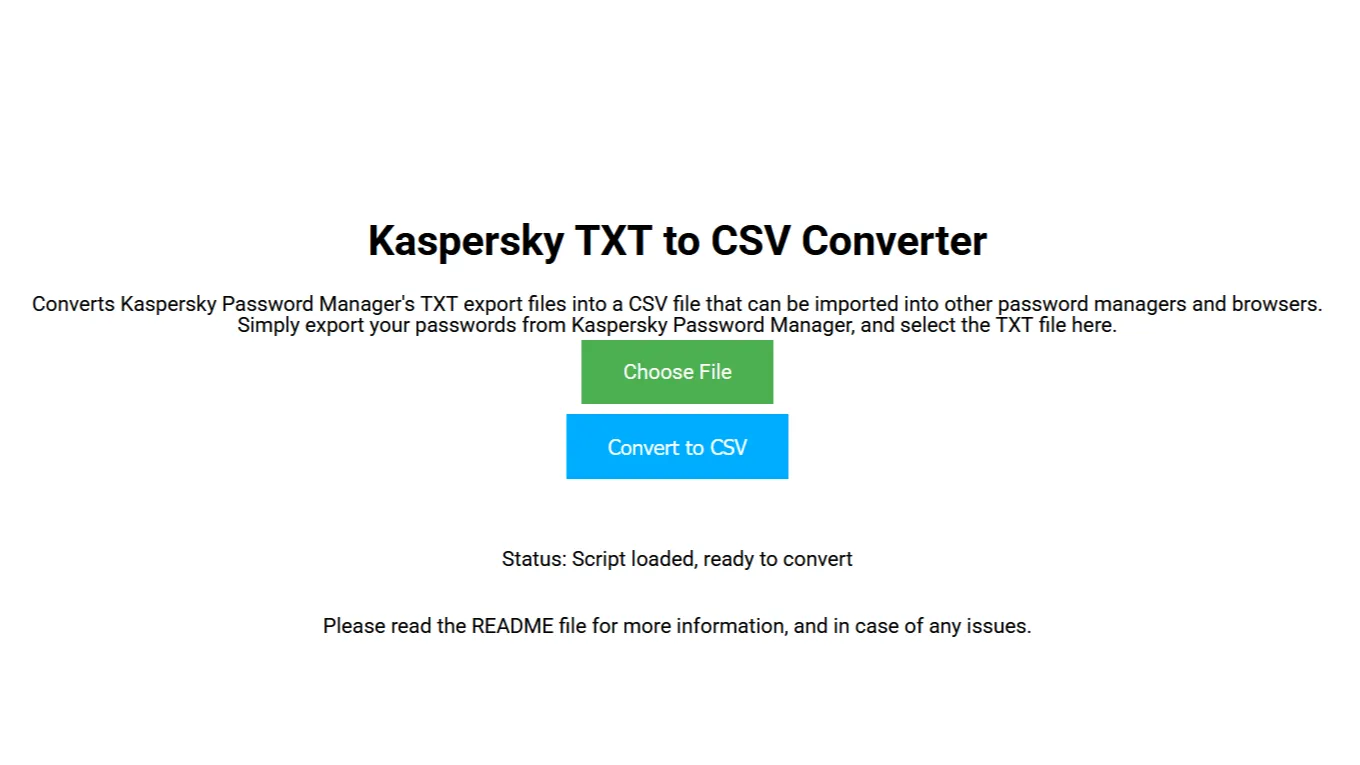 Kaspersky TXT to CSV Converter
Converts Kaspersky Password Manager's TXT export files into a CSV file that can be imported into other password managers and browsers.
Simply export your passwords from Kaspersky Password Manager, and select the TXT file here.
Choose File
Convert to CSV
Status: Script loaded, ready to convert
Please read the README file for more information, and in case of any issues.